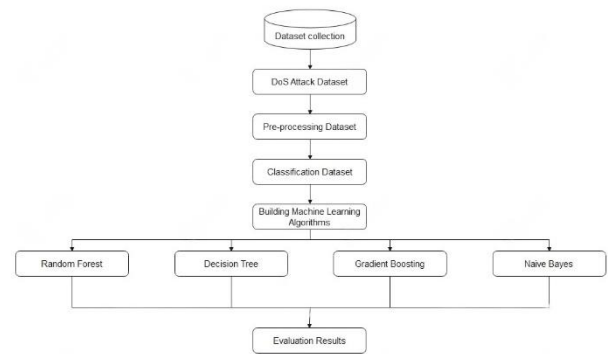 Dataset collection
DoS Attack Dataset
Pre-processing Dataset
Classification Dataset
Building Machine Learning
Algorithms
Random Forest
Decision Tree
Gradient Boosting
Naive Bayes
Evaluation Results